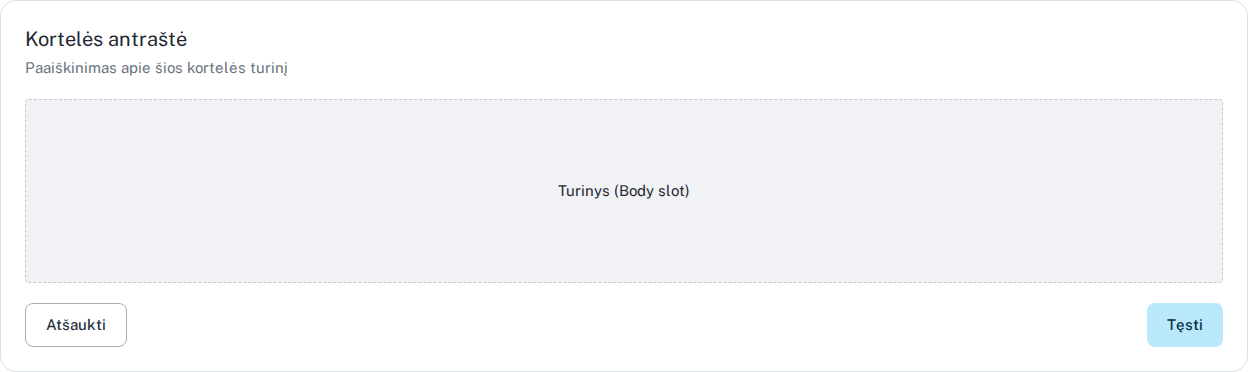 Kortelės antraštė
Paaiškinimas apie šios kortelės turinį
Turinys (Body slot)
Atšaukti
Tęsti